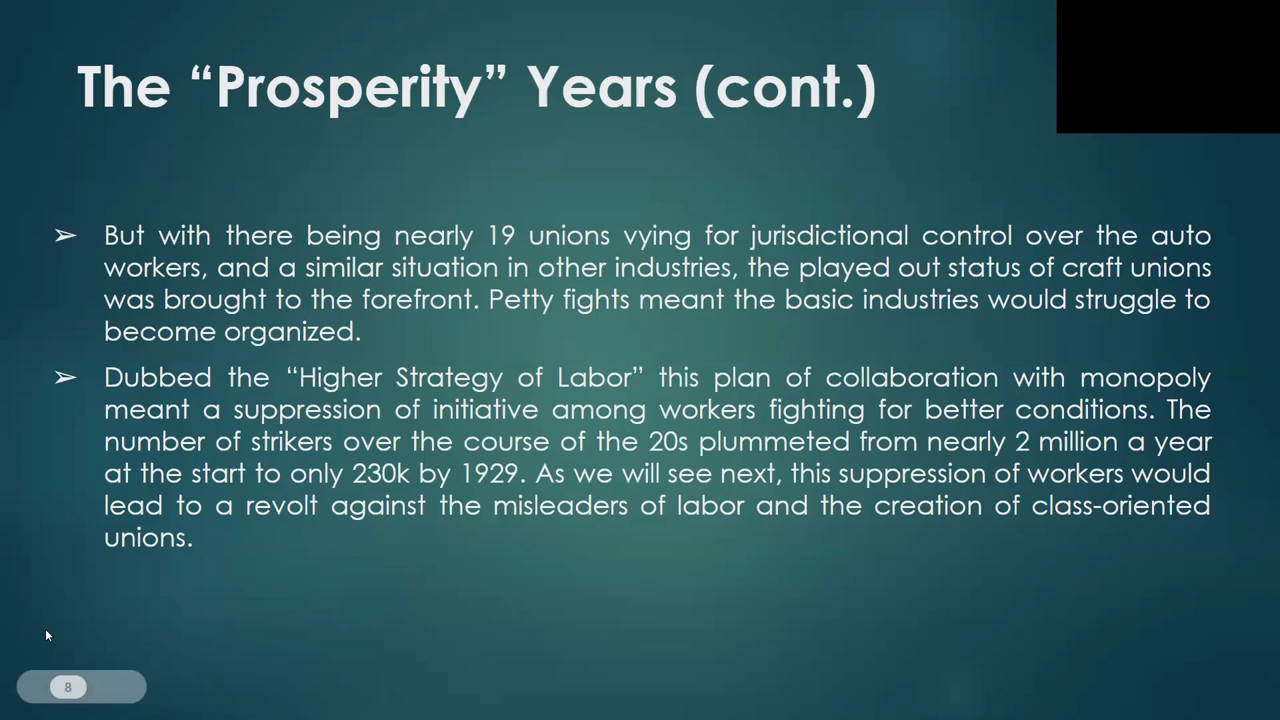 The “Prosperity” Years (cont.)
➢ But with there being nearly 19 unions vying for jurisdictional control over the auto
workers, and a similar situation in other industries, the played out status of craft unions
was brought to the forefront. Petty fights meant the basic industries would struggle to
become organized.
➢ Dubbed the “Higher Strategy of Labor” this plan of collaboration with monopoly
meant a suppression of initiative among workers fighting for better conditions. The
number of strikers over the course of the 20s plummeted from nearly 2 million a year
at the start to only 230k by 1929. As we will see next, this suppression of workers would
lead to a revolt against the misleaders of labor and the creation of class-oriented
unions.
8